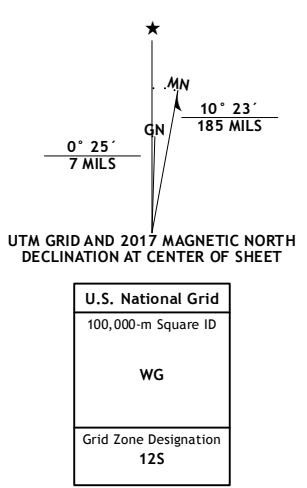 ★
MN
GN
10° 23´
185 MILS
0° 25´
7 MILS
UTM GRID AND 2017 MAGNETIC NORTH
DECLINATION AT CENTER OF SHEET
U.S. National Grid
100,000-m Square ID
WG
Grid Zone Designation
12S